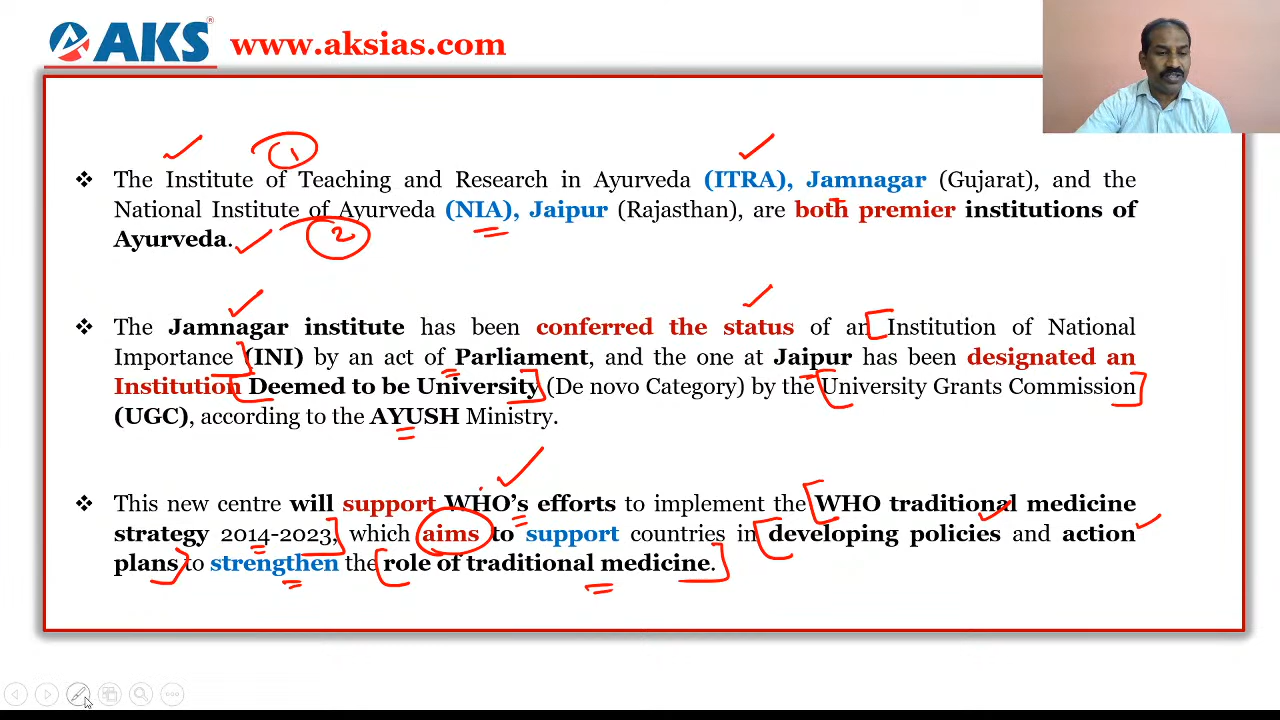 AKS
www.aksias.com
1
❖ The Institute of Teaching and Research in Ayurveda (ITRA), Jamnagar (Gujarat), and the
National Institute of Ayurveda (NIA), Jaipur (Rajasthan), are both premier institutions of
Ayurveda.
2
❖ The Jamnagar institute has been conferred the status of an Institution of National
Importance (INI) by an act of Parliament, and the one at Jaipur has been designated an
Institution Deemed to be University (De novo Category) by the University Grants Commission
(UGC), according to the AYUSH Ministry.
❖ This new centre will support WHO's efforts to implement the WHO traditional medicine
strategy 2014-2023, which aims to support countries in developing policies and action
plans to strengthen the role of traditional medicine.